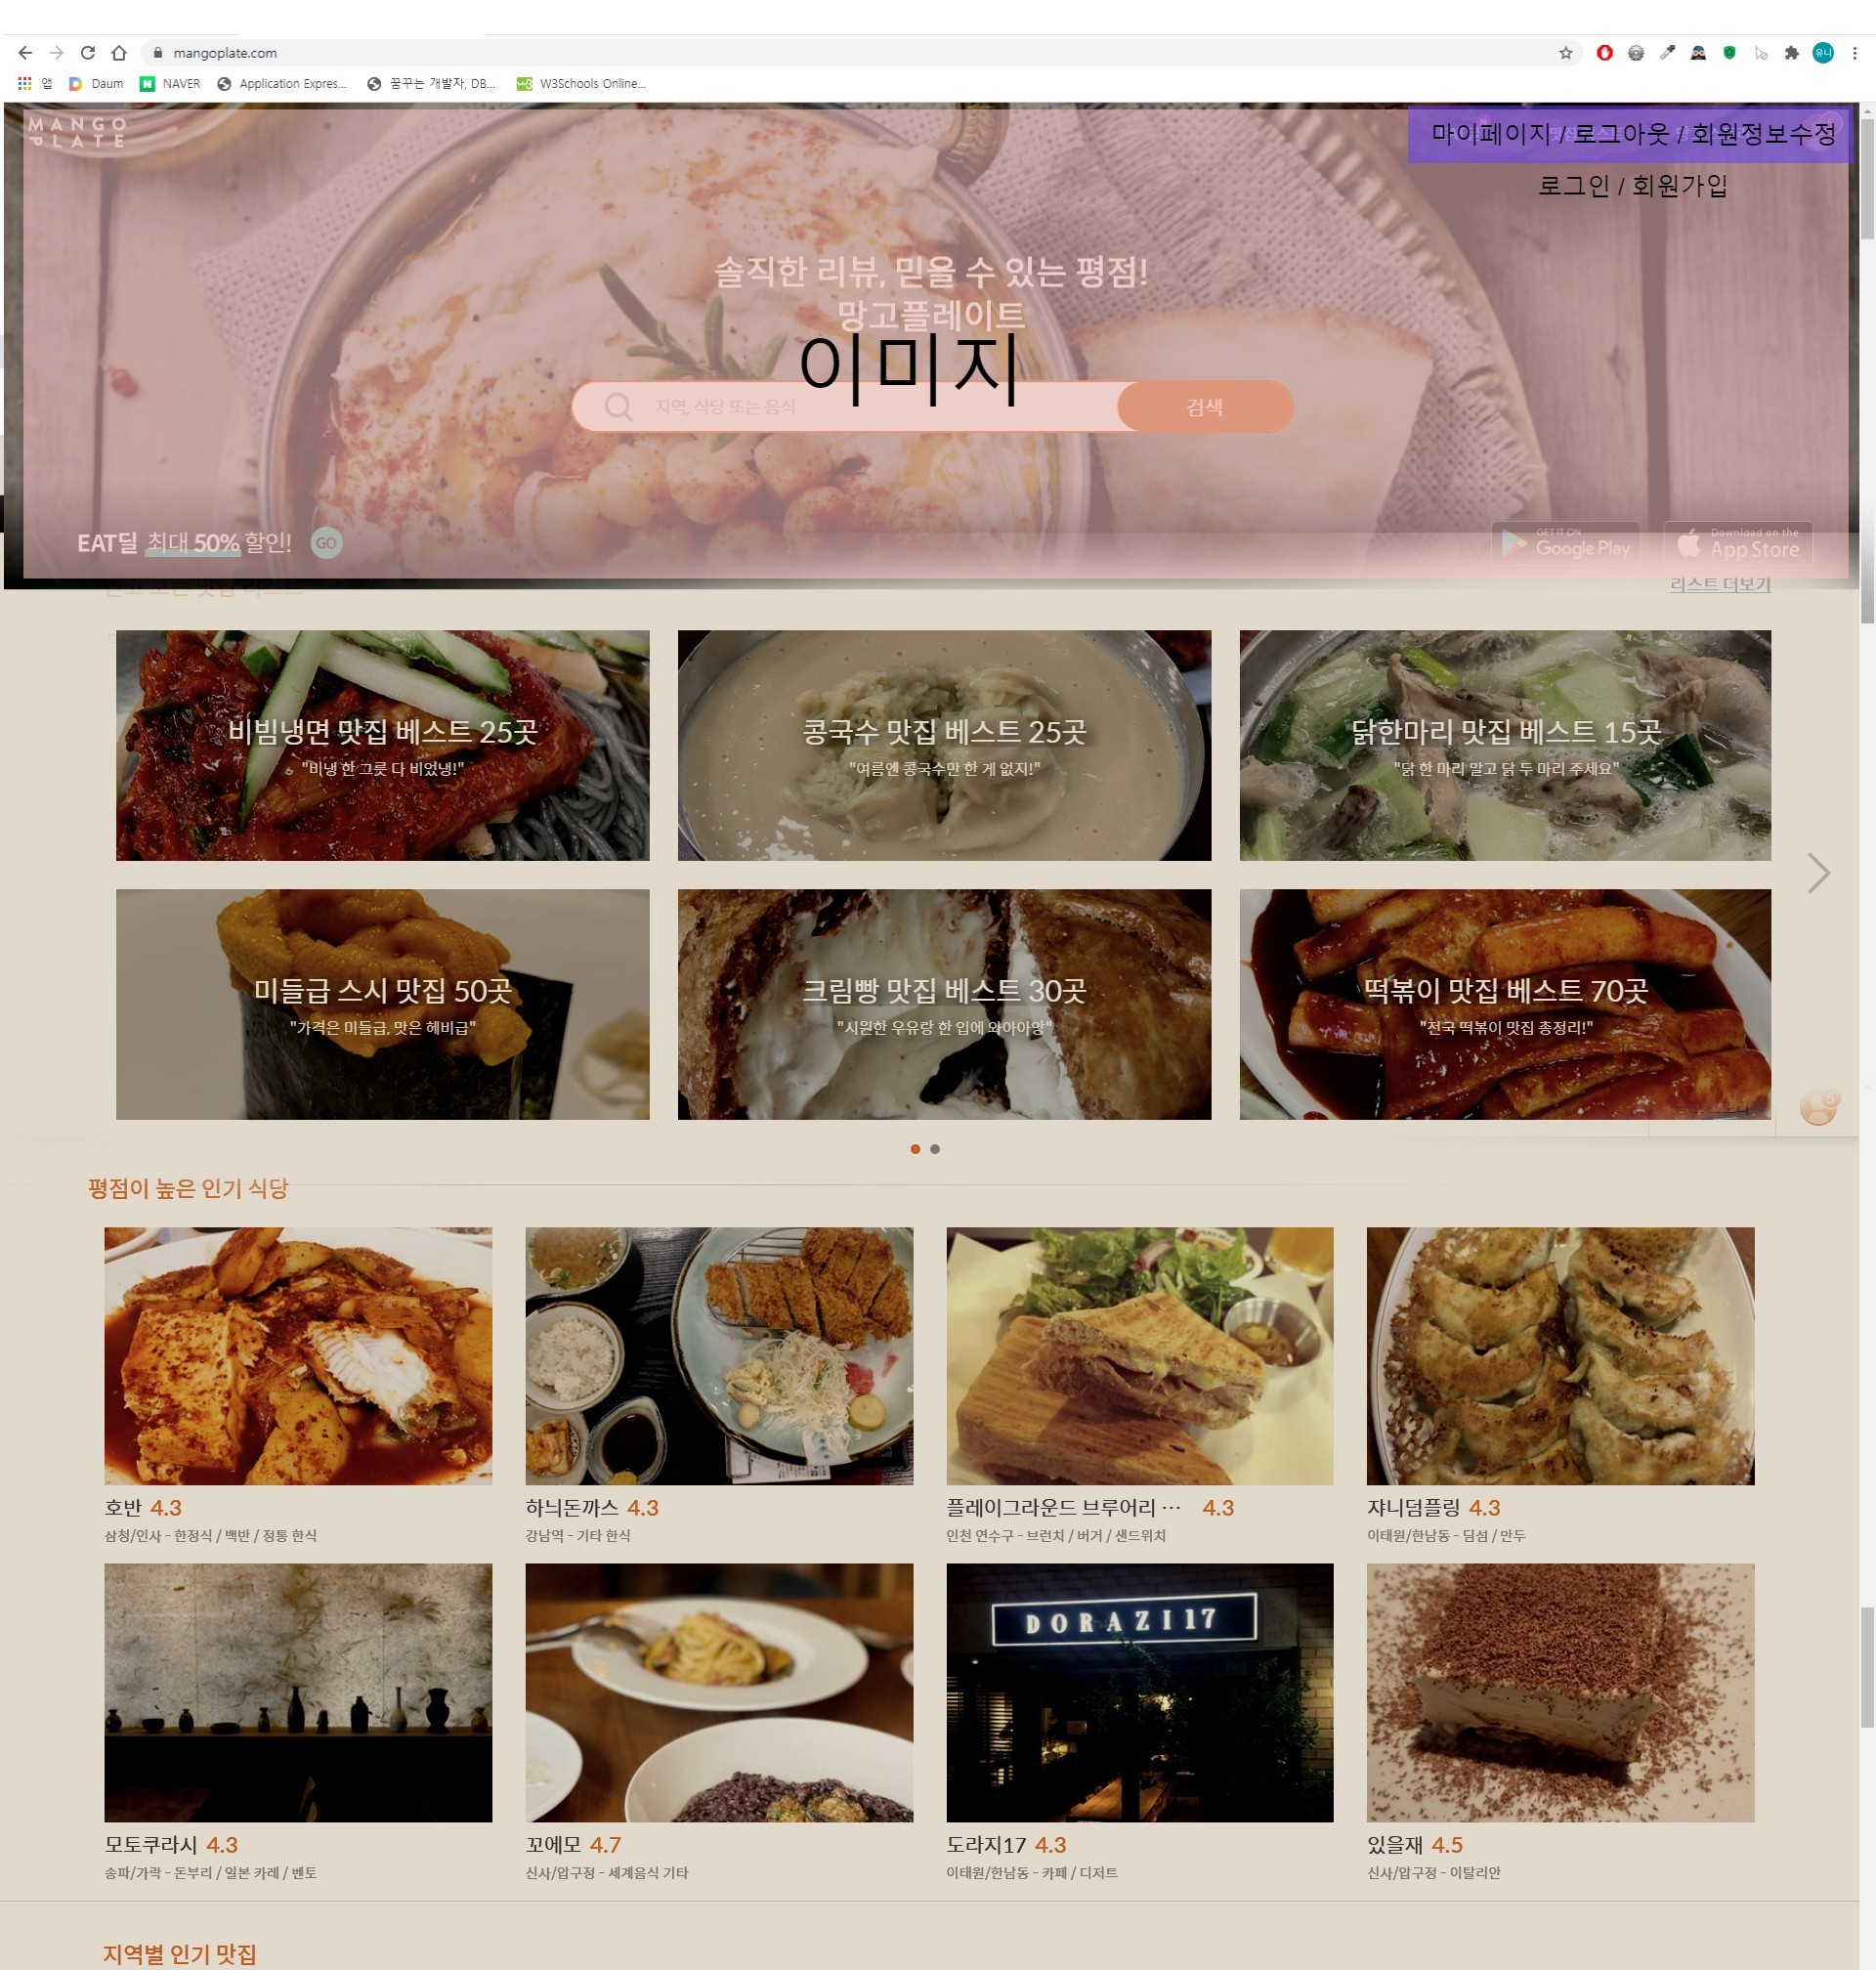 mangoplate.com
유니
앱
Daum
NAVER
Application Expres...
꿈꾸는 개발자, DB...
W3Schools Online...
MANGO
PLATE
마이페이지 / 로그아웃 / 회원정보수정
로그인 / 회원가입
솔직한 리뷰, 믿을 수 있는 평점!
망고플레이트
이미지
지역, 식당 또는 음식
검색
EAT딜 최대 50% 할인!
GO
GET IT ON
Google Play
Download on the
App Store
리스트 더보기
비빔냉면 맛집 베스트 25곳
"비냉 한 그릇 다 비었냉!"
콩국수 맛집 베스트 25곳
"여름엔 콩국수만 한 게 없지!"
닭한마리 맛집 베스트 15곳
"닭 한 마리 말고 닭 두 마리 주세요"
미들급 스시 맛집 50곳
"가격은 미들급, 맛은 헤비급"
크림빵 맛집 베스트 30곳
"시원한 우유랑 한 입에 와아아앙"
떡볶이 맛집 베스트 70곳
"전국 떡볶이 맛집 총정리!"
평점이 높은 인기 식당
호반 4.3
삼청/인사 - 한정식 / 백반 / 정통 한식
하늬돈까스 4.3
강남역 - 기타 한식
플레이그라운드 브루어리 ... 4.3
인천 연수구 - 브런치 / 버거 / 샌드위치
쟈니덤플링 4.3
이태원/한남동 - 딤섬 / 만두
DORAZI17
모토쿠라시 4.3
송파/가락 - 돈부리 / 일본 카레 / 벤토
꼬에모 4.7
신사/압구정 - 세계음식 기타
도라지17 4.3
이태원/한남동 - 카페 / 디저트
있을재 4.5
신사/압구정 - 이탈리안
지역별 인기 맛집